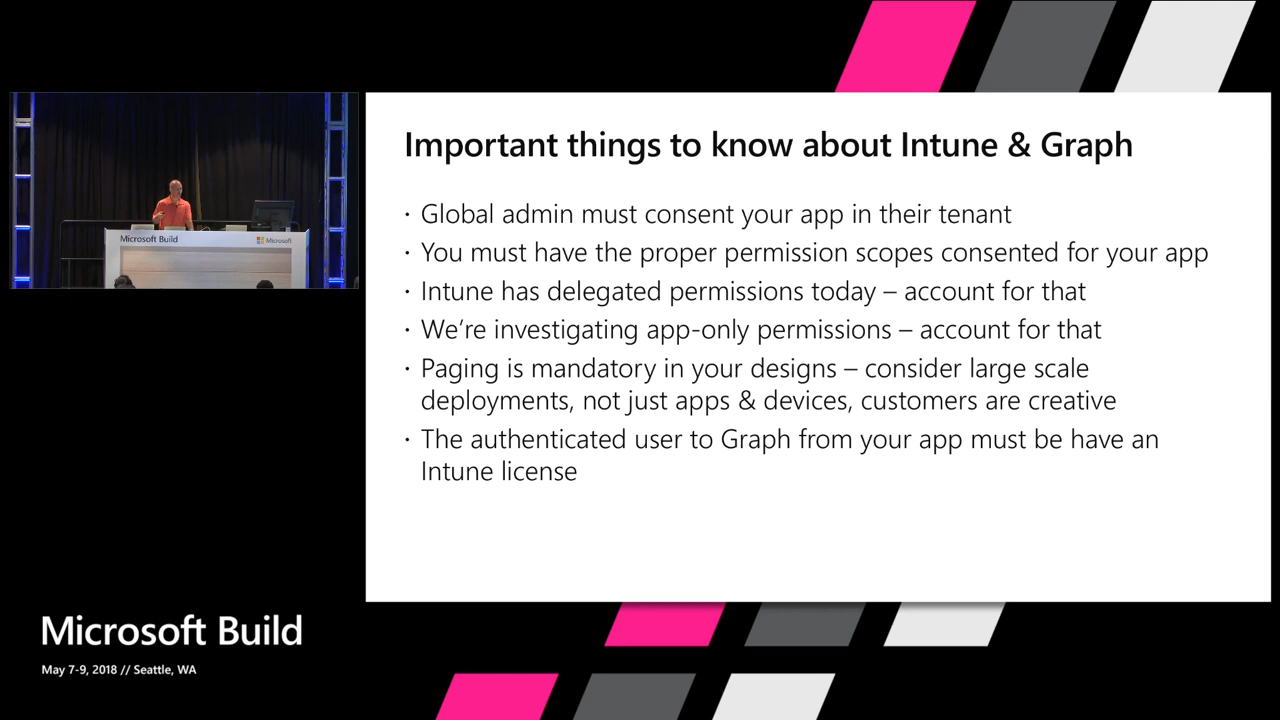 Important things to know about Intune & Graph
· Global admin must consent your app in their tenant
· You must have the proper permission scopes consented for your app
· Intune has delegated permissions today – account for that
· We’re investigating app-only permissions – account for that
· Paging is mandatory in your designs – consider large scale
deployments, not just apps & devices, customers are creative
· The authenticated user to Graph from your app must be have an
Intune license
Microsoft Build
Microsoft
Microsoft Build
May 7-9, 2018 // Seattle, WA